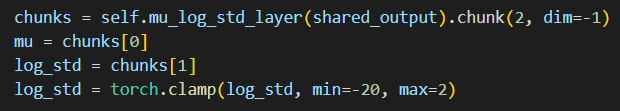 chunks = self.mu_log_std_layer(shared_output).chunk(2, dim=-1)
mu = chunks[0]
log_std = chunks[1]
log_std = torch.clamp(log_std, min=-20, max=2)